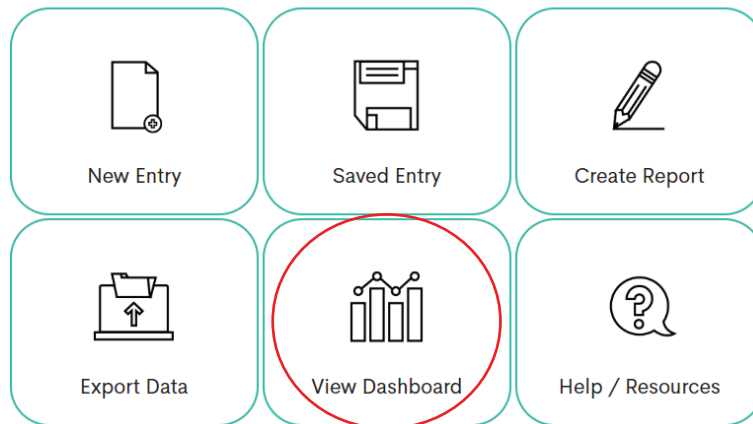 New Entry
Saved Entry
Create Report
Export Data
View Dashboard
Help / Resources